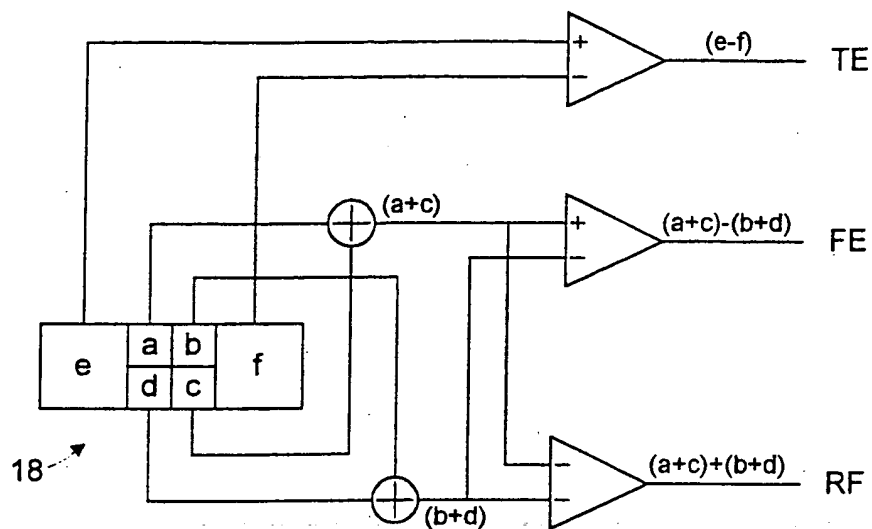 +
(e-f)
TE
−
(a+c)
+
(a+c)-(b+d)
FE
−
e
a
b
f
d
c
18
−
(a+c)+(b+d)
RF
−
(b+d)